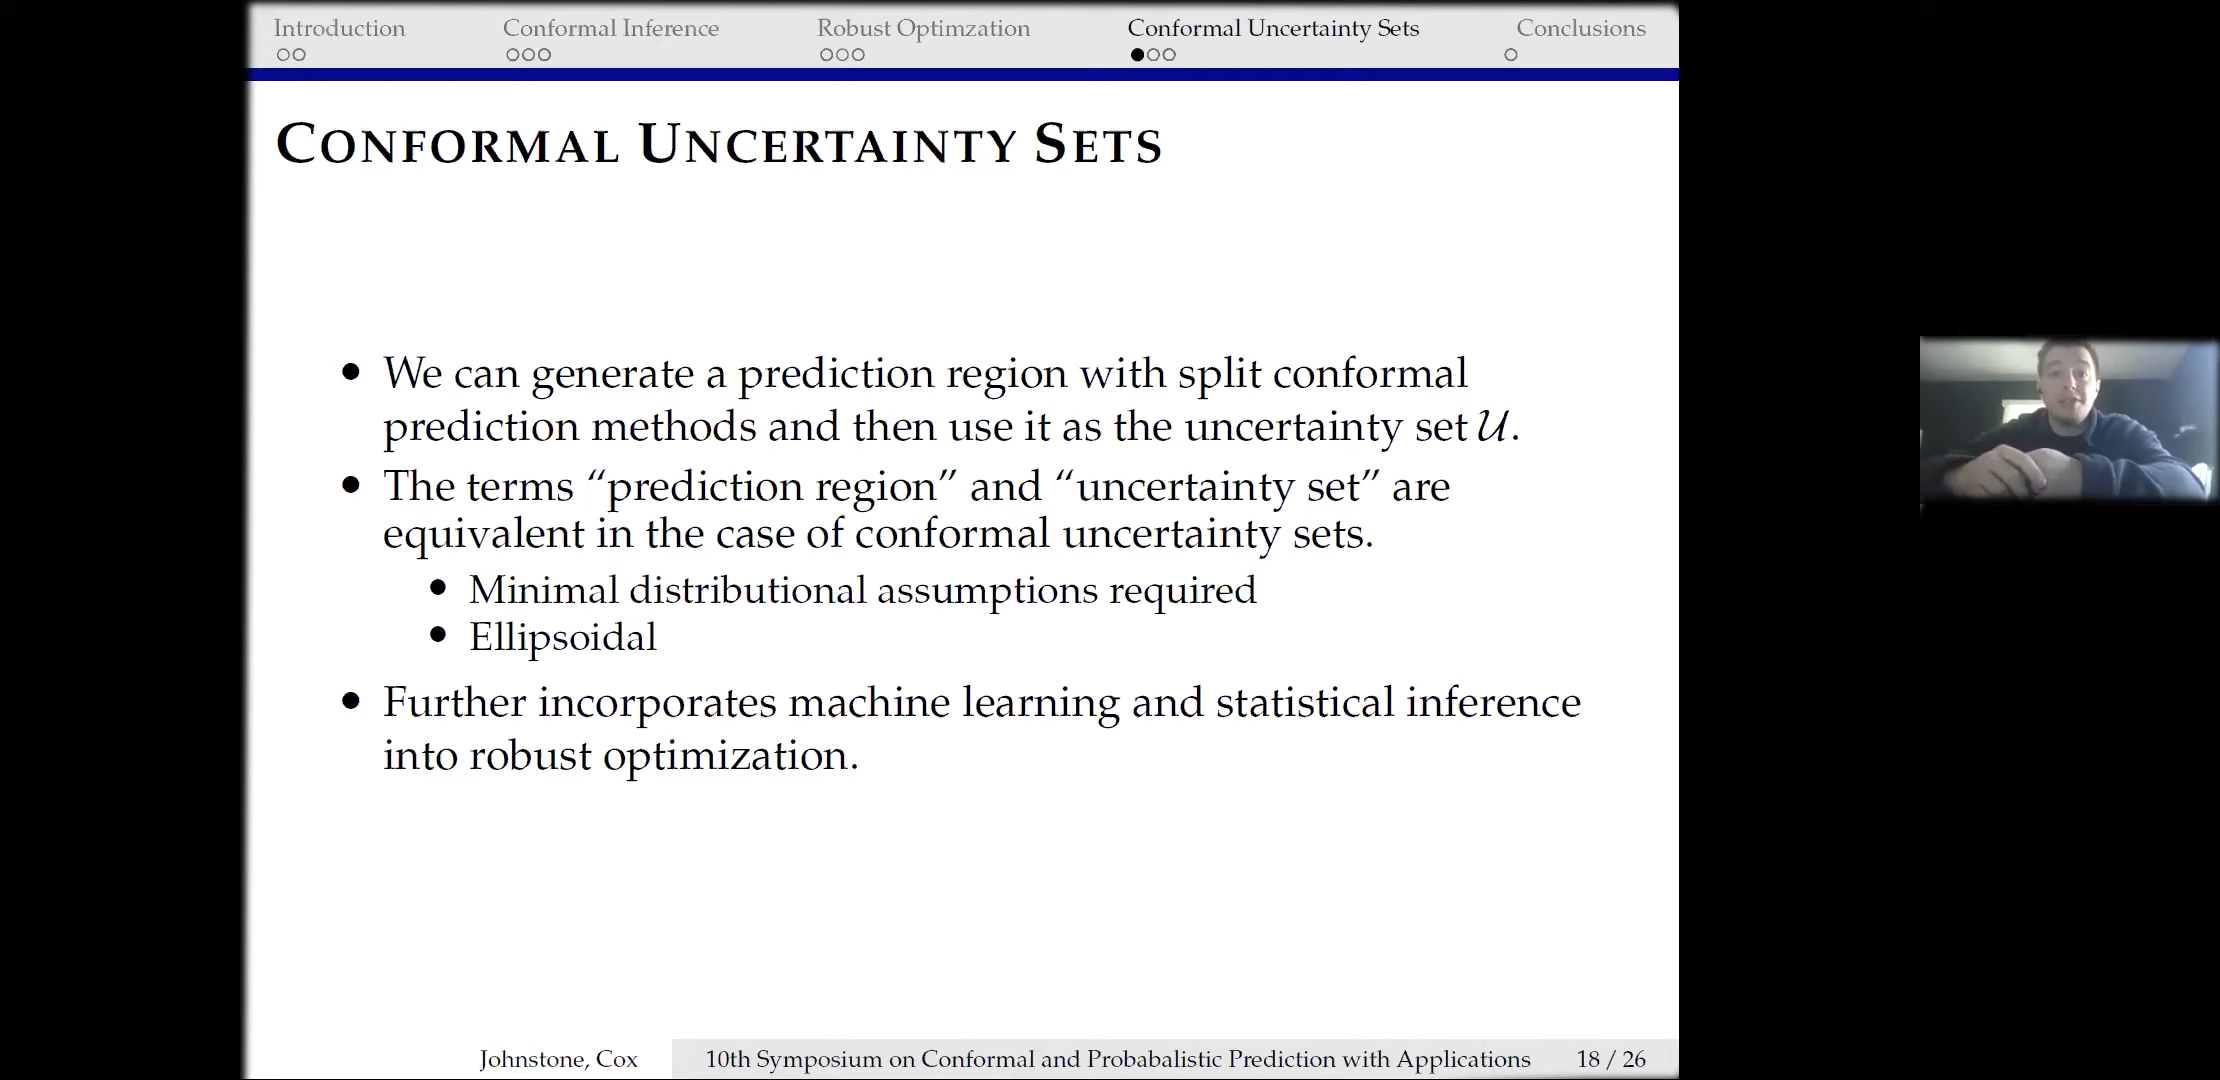 Introduction
Conformal Inference
Robust Optimzation
Conformal Uncertainty Sets
Conclusions
CONFORMAL UNCERTAINTY SETS
• We can generate a prediction region with split conformal
prediction methods and then use it as the uncertainty set 𝒰.
• The terms “prediction region” and “uncertainty set” are
equivalent in the case of conformal uncertainty sets.
• Minimal distributional assumptions required
• Ellipsoidal
• Further incorporates machine learning and statistical inference
into robust optimization.
Johnstone, Cox
10th Symposium on Conformal and Probabalistic Prediction with Applications
18 / 26